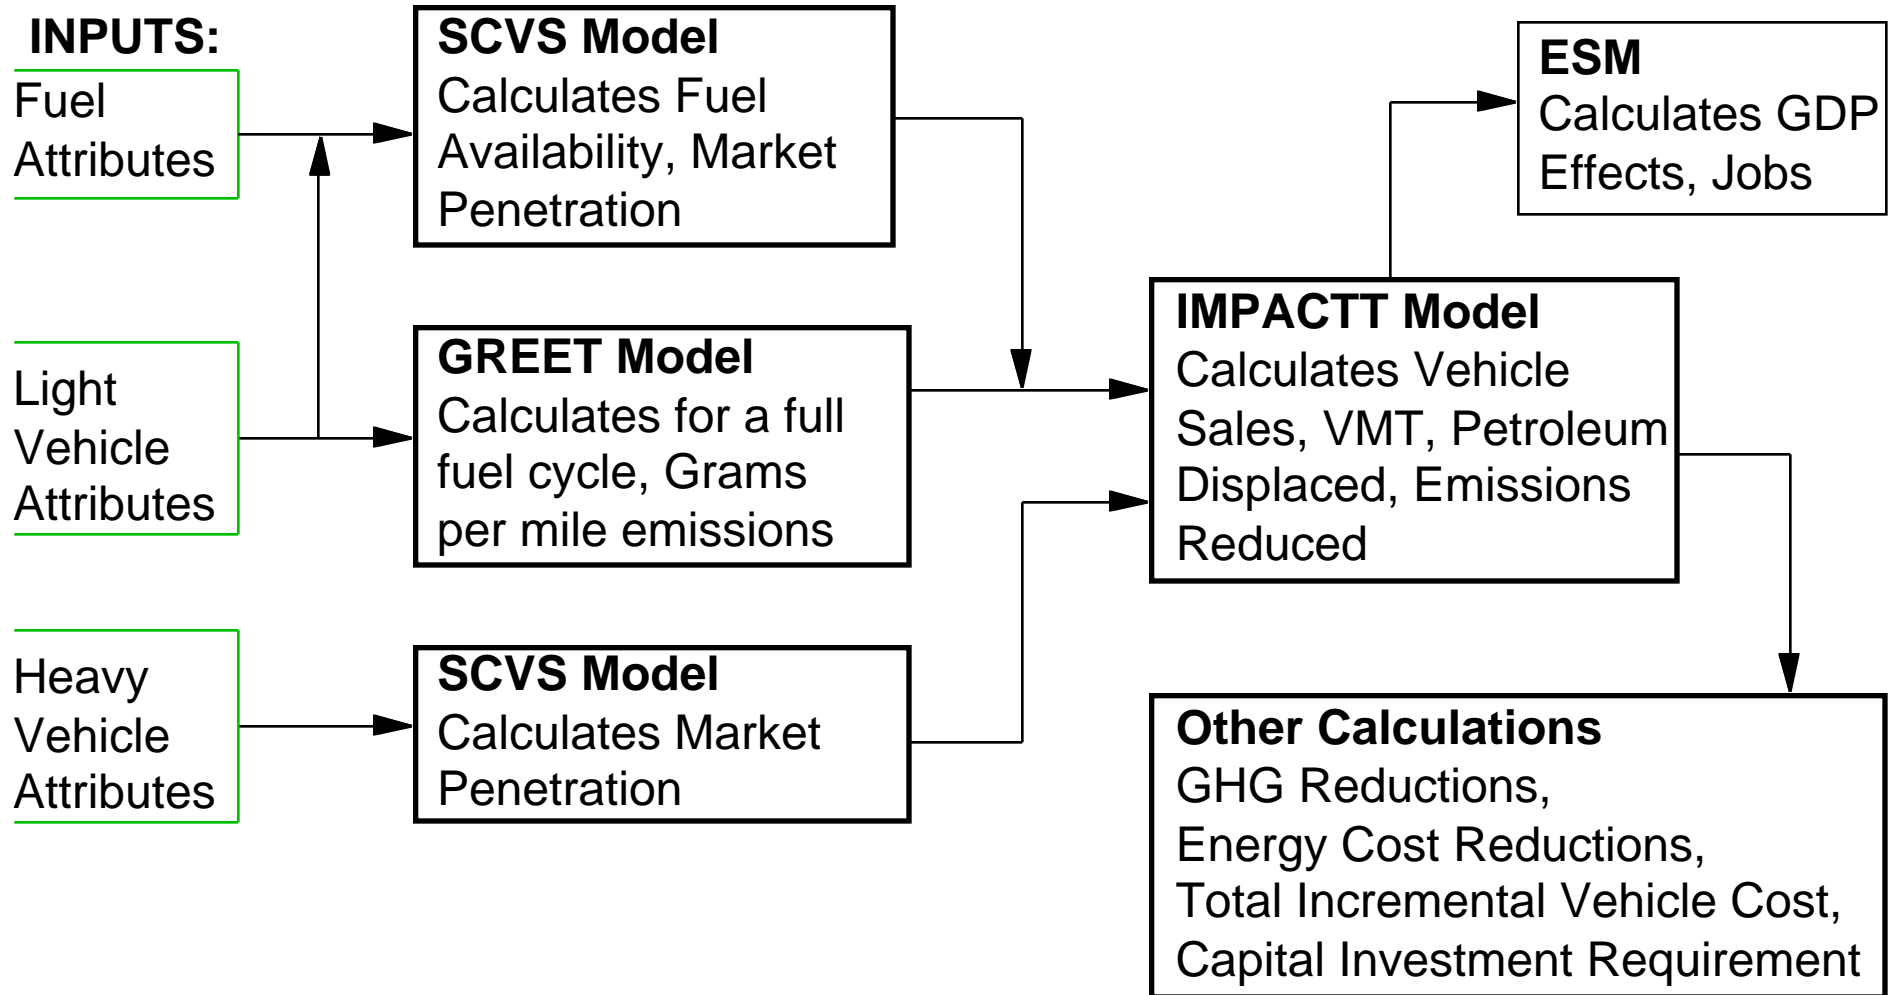 INPUTS:
Fuel
Attributes
Light
Vehicle
Attributes
Heavy
Vehicle
Attributes
SCVS Model
Calculates Fuel
Availability, Market
Penetration
GREET Model
Calculates for a full
fuel cycle, Grams
per mile emissions
SCVS Model
Calculates Market
Penetration
IMPACTT Model
Calculates Vehicle
Sales, VMT, Petroleum
Displaced, Emissions
Reduced
ESM
Calculates GDP
Effects, Jobs
Other Calculations
GHG Reductions,
Energy Cost Reductions,
Total Incremental Vehicle Cost,
Capital Investment Requirement